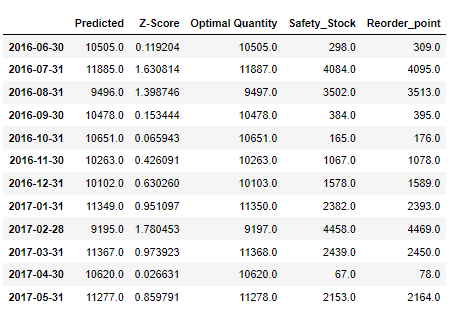 Predicted Z-Score Optimal Quantity Safety_Stock Reorder_point
2016-06-30 10505.0 0.119204 10505.0 298.0 309.0
2016-07-31 11885.0 1.630814 11887.0 4084.0 4095.0
2016-08-31 9496.0 1.398746 9497.0 3502.0 3513.0
2016-09-30 10478.0 0.153444 10478.0 384.0 395.0
2016-10-31 10651.0 0.065943 10651.0 165.0 176.0
2016-11-30 10263.0 0.426091 10263.0 1067.0 1078.0
2016-12-31 10102.0 0.630260 10103.0 1578.0 1589.0
2017-01-31 11349.0 0.951097 11350.0 2382.0 2393.0
2017-02-28 9195.0 1.780453 9197.0 4458.0 4469.0
2017-03-31 11367.0 0.973923 11368.0 2439.0 2450.0
2017-04-30 10620.0 0.026631 10620.0 67.0 78.0
2017-05-31 11277.0 0.859791 11278.0 2153.0 2164.0